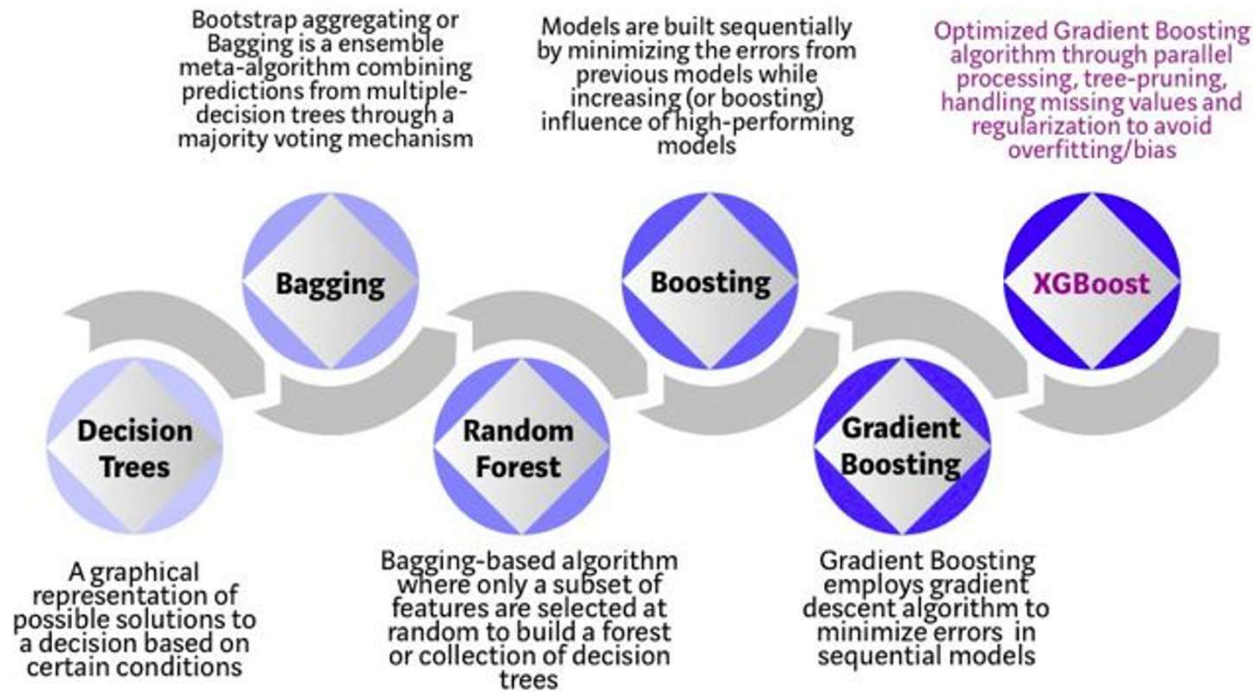 Bootstrap aggregating or
Bagging is a ensemble
meta-algorithm combining
predictions from multiple-
decision trees through a
majority voting mechanism
Models are built sequentially
by minimizing the errors from
previous models while
increasing (or boosting)
influence of high-performing
models
Optimized Gradient Boosting
algorithm through parallel
processing, tree-pruning,
handling missing values and
regularization to avoid
overfitting/bias
Bagging
Boosting
XGBoost
Decision
Trees
Random
Forest
Gradient
Boosting
A graphical
representation of
possible solutions to
a decision based on
certain conditions
Bagging-based algorithm
where only a subset of
features are selected at
random to build a forest
or collection of decision
trees
Gradient Boosting
employs gradient
descent algorithm to
minimize errors in
sequential models